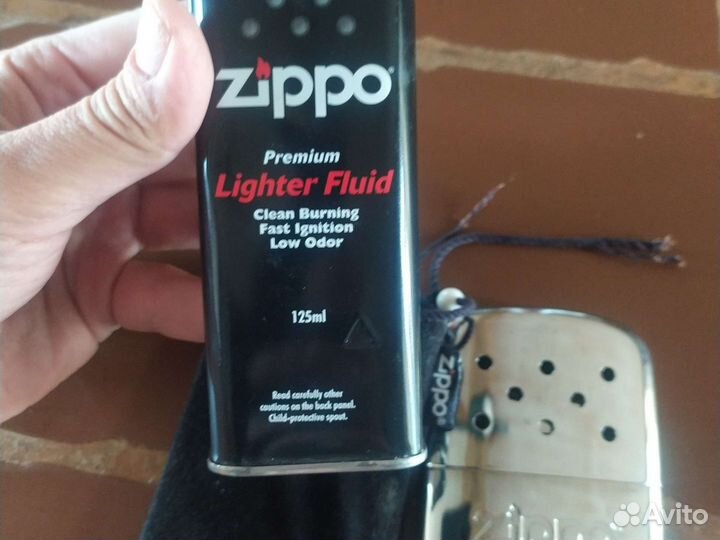 zippo®
Premium
Lighter Fluid
Clean Burning
Fast Ignition
Low Odor
125ml
Read carefully other
cautions on the back panel.
Child-protective spout.
zippo®
zippo
Avito